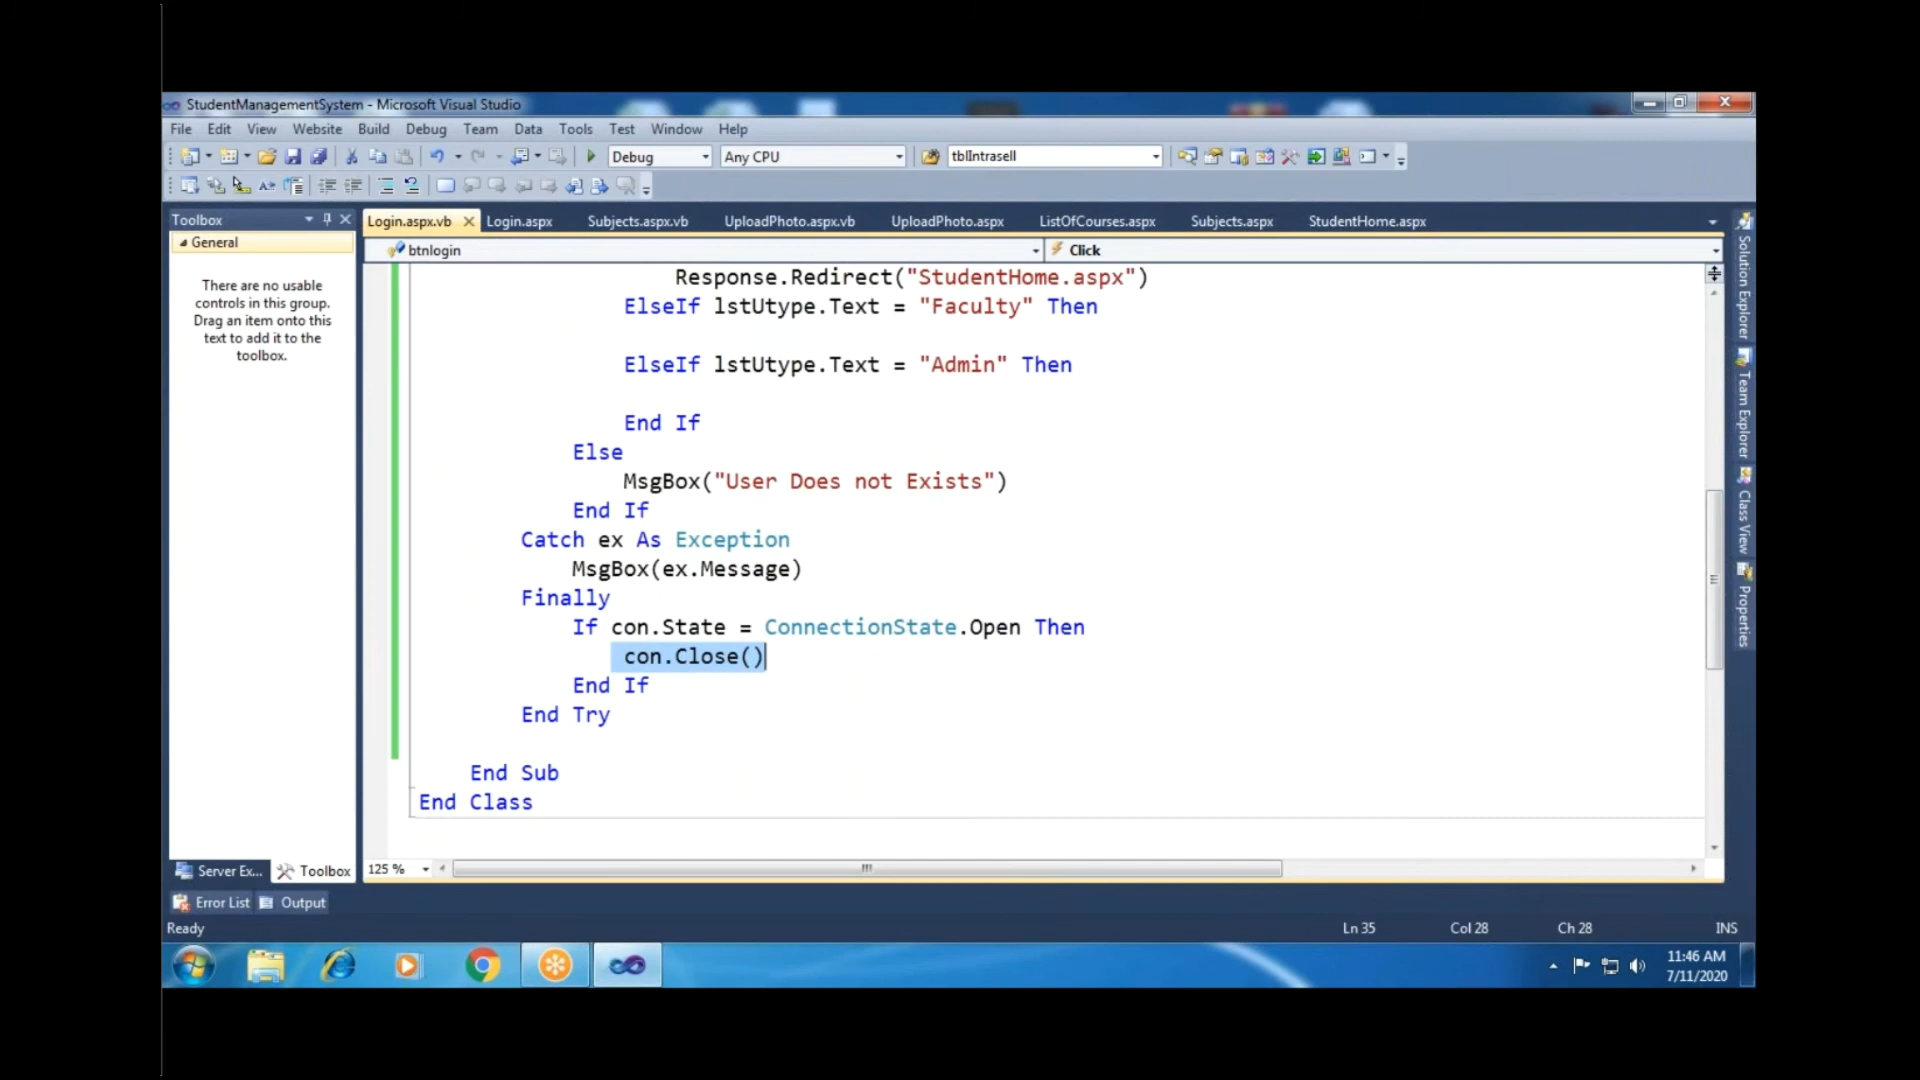 StudentManagementSystem - Microsoft Visual Studio
File Edit View Website Build Debug Team Data Tools Test Window Help
Debug Any CPU tblIntrasell
Toolbox
General
There are no usable
controls in this group.
Drag an item onto this
text to add it to the
toolbox.
Login.aspx.vb Login.aspx Subjects.aspx.vb UploadPhoto.aspx.vb UploadPhoto.aspx ListOfCourses.aspx Subjects.aspx StudentHome.aspx
btnlogin Click
Response.Redirect("StudentHome.aspx")
ElseIf lstUtype.Text = "Faculty" Then
ElseIf lstUtype.Text = "Admin" Then
End If
Else
MsgBox("User Does not Exists")
End If
Catch ex As Exception
MsgBox(ex.Message)
Finally
If con.State = ConnectionState.Open Then
con.Close()
End If
End Try
End Sub
End Class
125 %
Solution Explorer
Team Explorer
Class View
Properties
Server Ex... Toolbox
Error List Output
Ready Ln 35 Col 28 Ch 28 INS
11:46 AM
7/11/2020